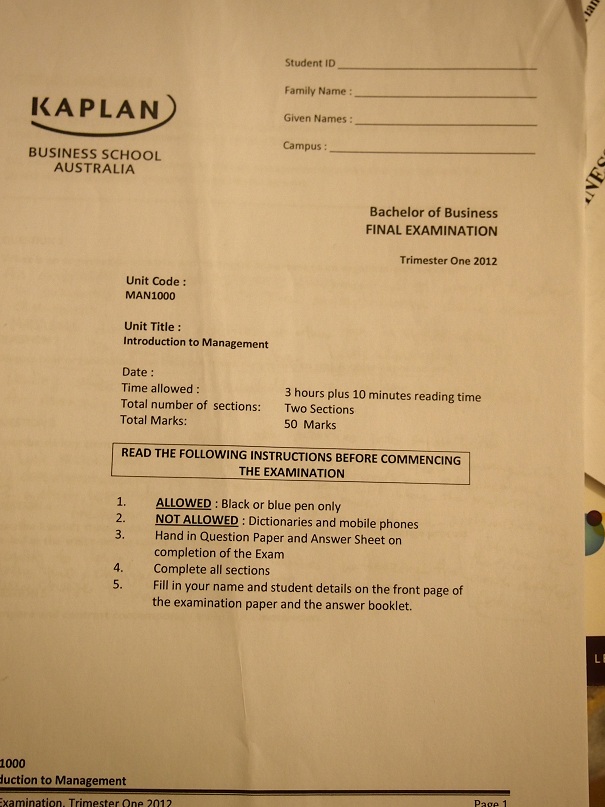 Student ID
Family Name :
Given Names :
Campus :
KAPLAN
BUSINESS SCHOOL
AUSTRALIA
Bachelor of Business
FINAL EXAMINATION
Trimester One 2012
Unit Code :
MAN1000
Unit Title :
Introduction to Management
Date :
Time allowed : 3 hours plus 10 minutes reading time
Total number of sections: Two Sections
Total Marks: 50 Marks
READ THE FOLLOWING INSTRUCTIONS BEFORE COMMENCING
THE EXAMINATION
1. ALLOWED : Black or blue pen only
2. NOT ALLOWED : Dictionaries and mobile phones
3. Hand in Question Paper and Answer Sheet on
completion of the Exam
4. Complete all sections
5. Fill in your name and student details on the front page of
the examination paper and the answer booklet.
1000
duction to Management
Examination, Trimester One 2012 Page 1